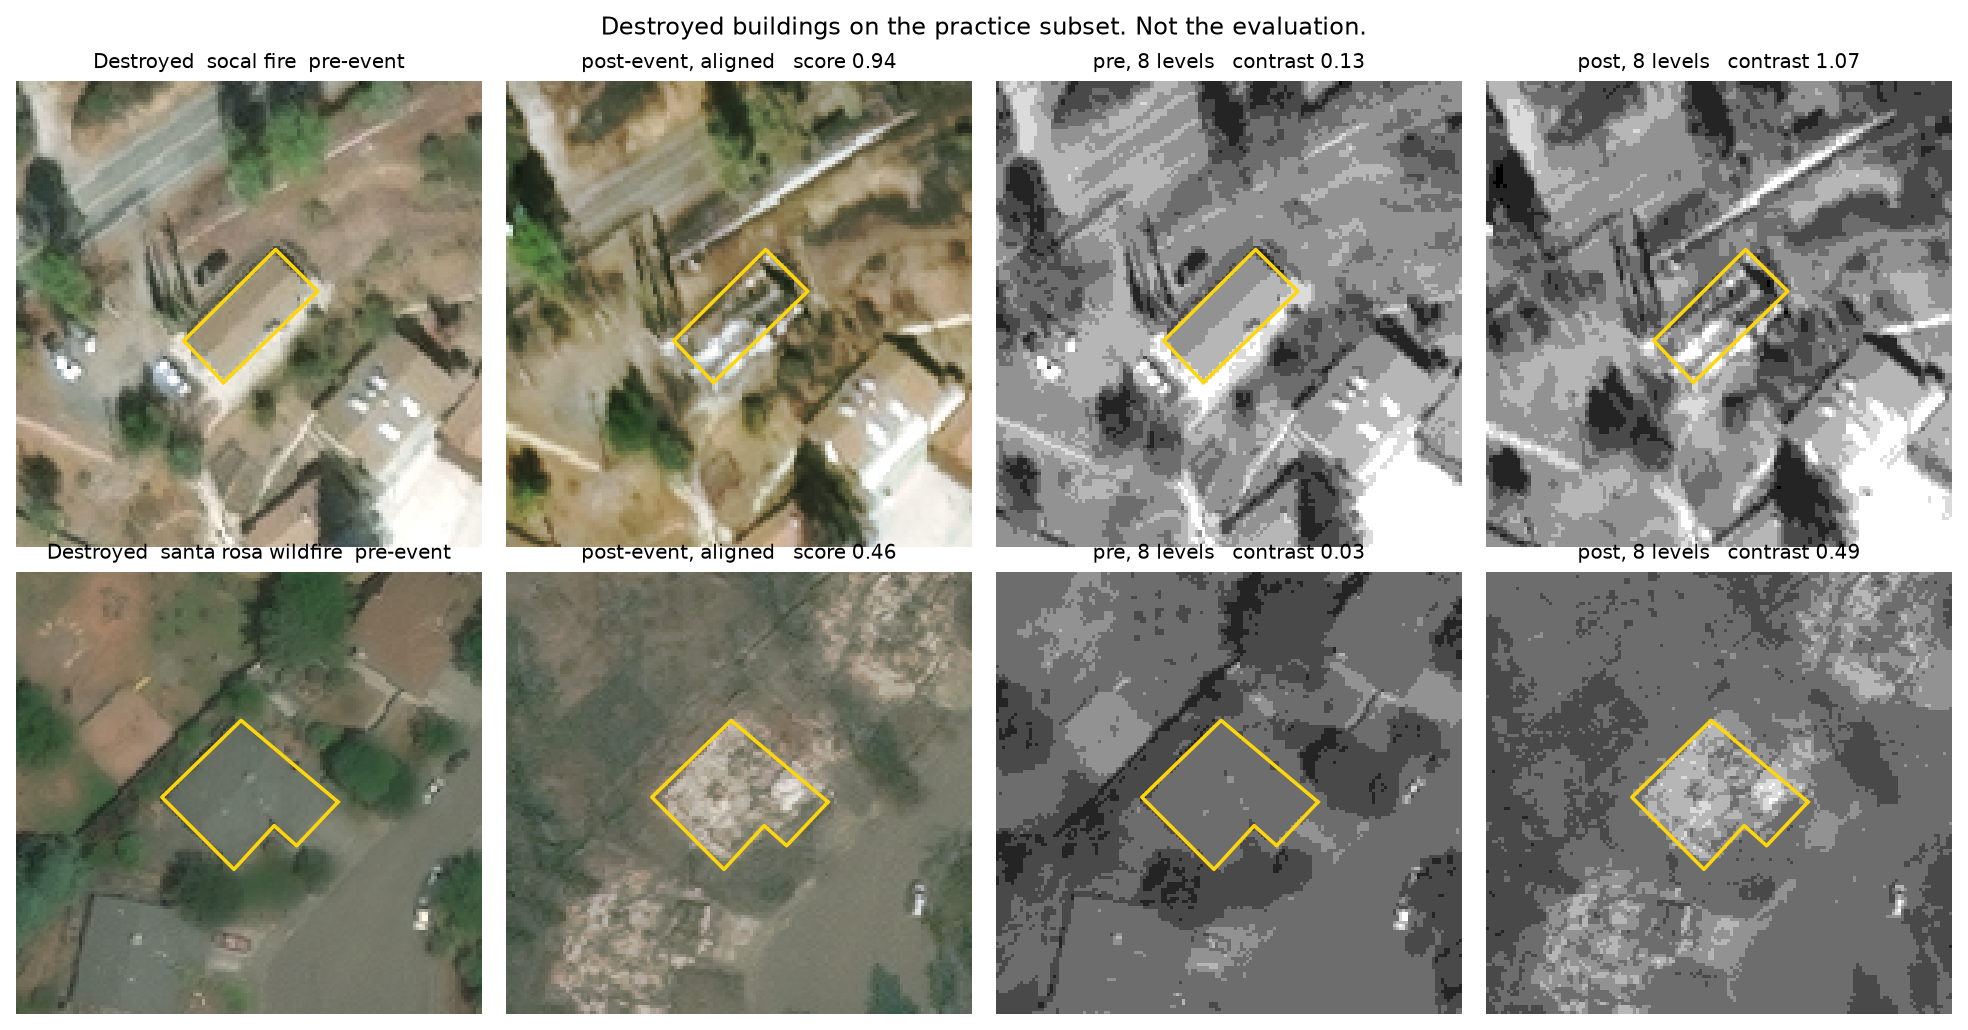 Destroyed buildings on the practice subset. Not the evaluation.
Destroyed  socal fire  pre-event
post-event, aligned   score 0.94
pre, 8 levels   contrast 0.13
post, 8 levels   contrast 1.07
Destroyed  santa rosa wildfire  pre-event
post-event, aligned   score 0.46
pre, 8 levels   contrast 0.03
post, 8 levels   contrast 0.49